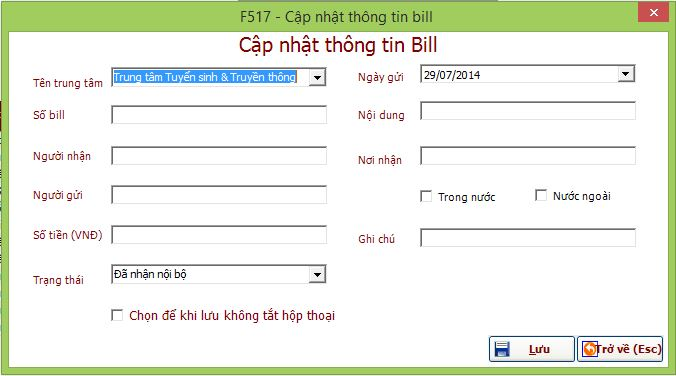 F517 - Cập nhật thông tin bill
Cập nhật thông tin Bill
Tên trung tâm Trung tâm Tuyển sinh & Truyền thông
Ngày gửi 29/07/2014
Số bill
Nội dung
Người nhận
Nơi nhận
Người gửi
Trong nước Nước ngoài
Số tiền (VNĐ)
Ghi chú
Trạng thái Đã nhận nội bộ
Chọn để khi lưu không tắt hộp thoại
Lưu Trở về (Esc)